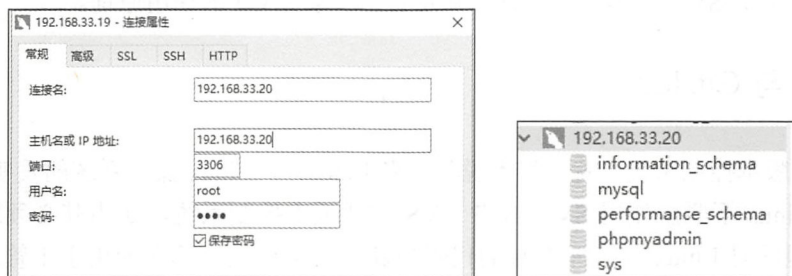 192.168.33.19 - 连接属性
常规 高级 SSL SSH HTTP
连接名: 192.168.33.20
主机名或 IP 地址: 192.168.33.20
端口: 3306
用户名: root
密码: ●●●●
保存密码
192.168.33.20
information_schema
mysql
performance_schema
phpmyadmin
sys